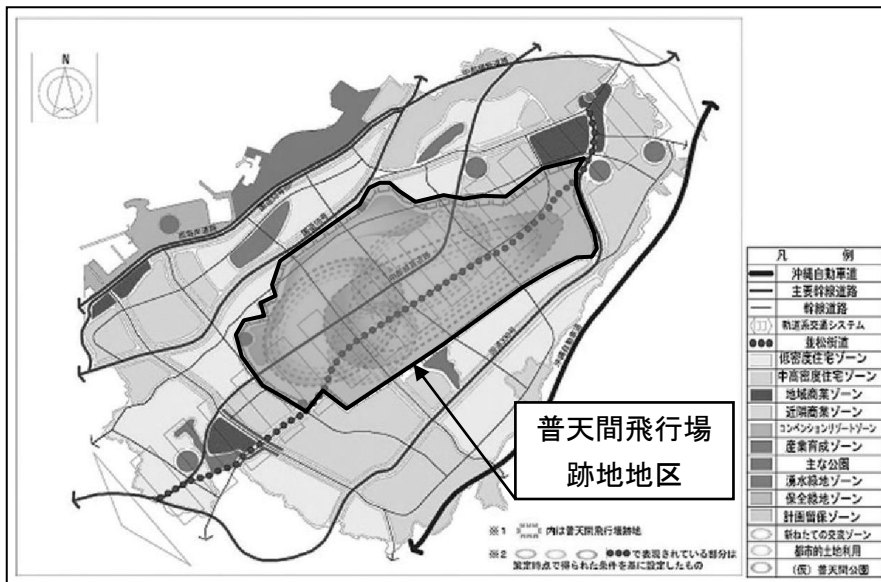 N
沖縄自動車道
普天間飛行場
跡地地区
※1 内は普天間飛行場跡地
※2 で表現されている部分は
策定時点で得られた条件を基に設定したもの
凡 例
沖縄自動車道
主要幹線道路
幹線道路
軌道系交通システム
並松街道
低密度住宅ゾーン
中高密度住宅ゾーン
地域商業ゾーン
近隣商業ゾーン
コンベンションリゾートゾーン
産業育成ゾーン
主な公園
湧水緑地ゾーン
保全緑地ゾーン
計画留保ゾーン
新ねたての交流ゾーン
都市的土地利用
(仮)普天間公園